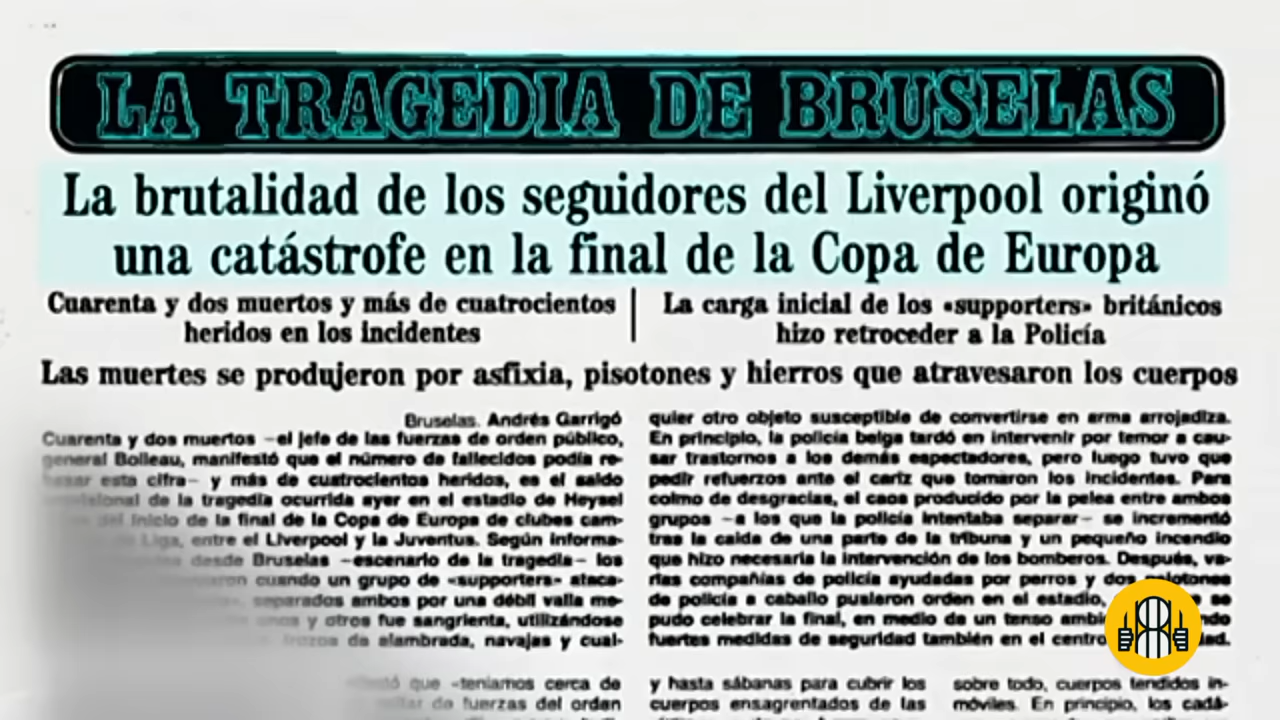 LA TRAGEDIA DE BRUSELAS
La brutalidad de los seguidores del Liverpool originó
una catástrofe en la final de la Copa de Europa
Cuarenta y dos muertos y más de cuatrocientos
heridos en los incidentes
La carga inicial de los «supporters» británicos
hizo retroceder a la Policía
Las muertes se produjeron por asfixia, pisotones y hierros que atravesaron los cuerpos
Bruselas. Andrés Garrigó
Cuarenta y dos muertos —el jefe de las fuerzas de orden público,
general Bolleau, manifestó que el número de fallecidos podía re-
basar esta cifra— y más de cuatrocientos heridos, es el saldo
de la tragedia ocurrida ayer en el estadio de Heysel
del inicio de la final de la Copa de Europa de clubes cam-
de Liga, entre el Liverpool y la Juventus. Según informa-
desde Bruselas —escenario de la tragedia— los
cuando un grupo de «supporters» ataca-
separados ambos por una débil valla me-
y otros fue sangrienta, utilizándose
trozos de alambrada, navajas y cual-
quier otro objeto susceptible de convertirse en arma arrojadiza.
En principio, la policía belga tardó en intervenir por temor a cau-
sar trastornos a los demás espectadores, pero luego tuvo que
pedir refuerzos ante el cariz que tomaron los incidentes. Para
colmo de desgracias, el caos producido por la pelea entre ambos
grupos —a los que la policía intentaba separar— se incrementó
tras la caída de una parte de la tribuna y un pequeño incendio
que hizo necesaria la intervención de los bomberos. Después, va-
rias compañías de policía ayudadas por perros y dos pelotones
de policía a caballo pusieron orden en el estadio, se
pudo celebrar la final, en medio de un tenso
fuertes medidas de seguridad también en el centro
que «teníamos cerca de
de fuerzas del orden
y hasta sábanas para cubrir los
cuerpos ensagrentados de las
sobre todo, cuerpos tendidos in-
móviles. En principio, los cadá-